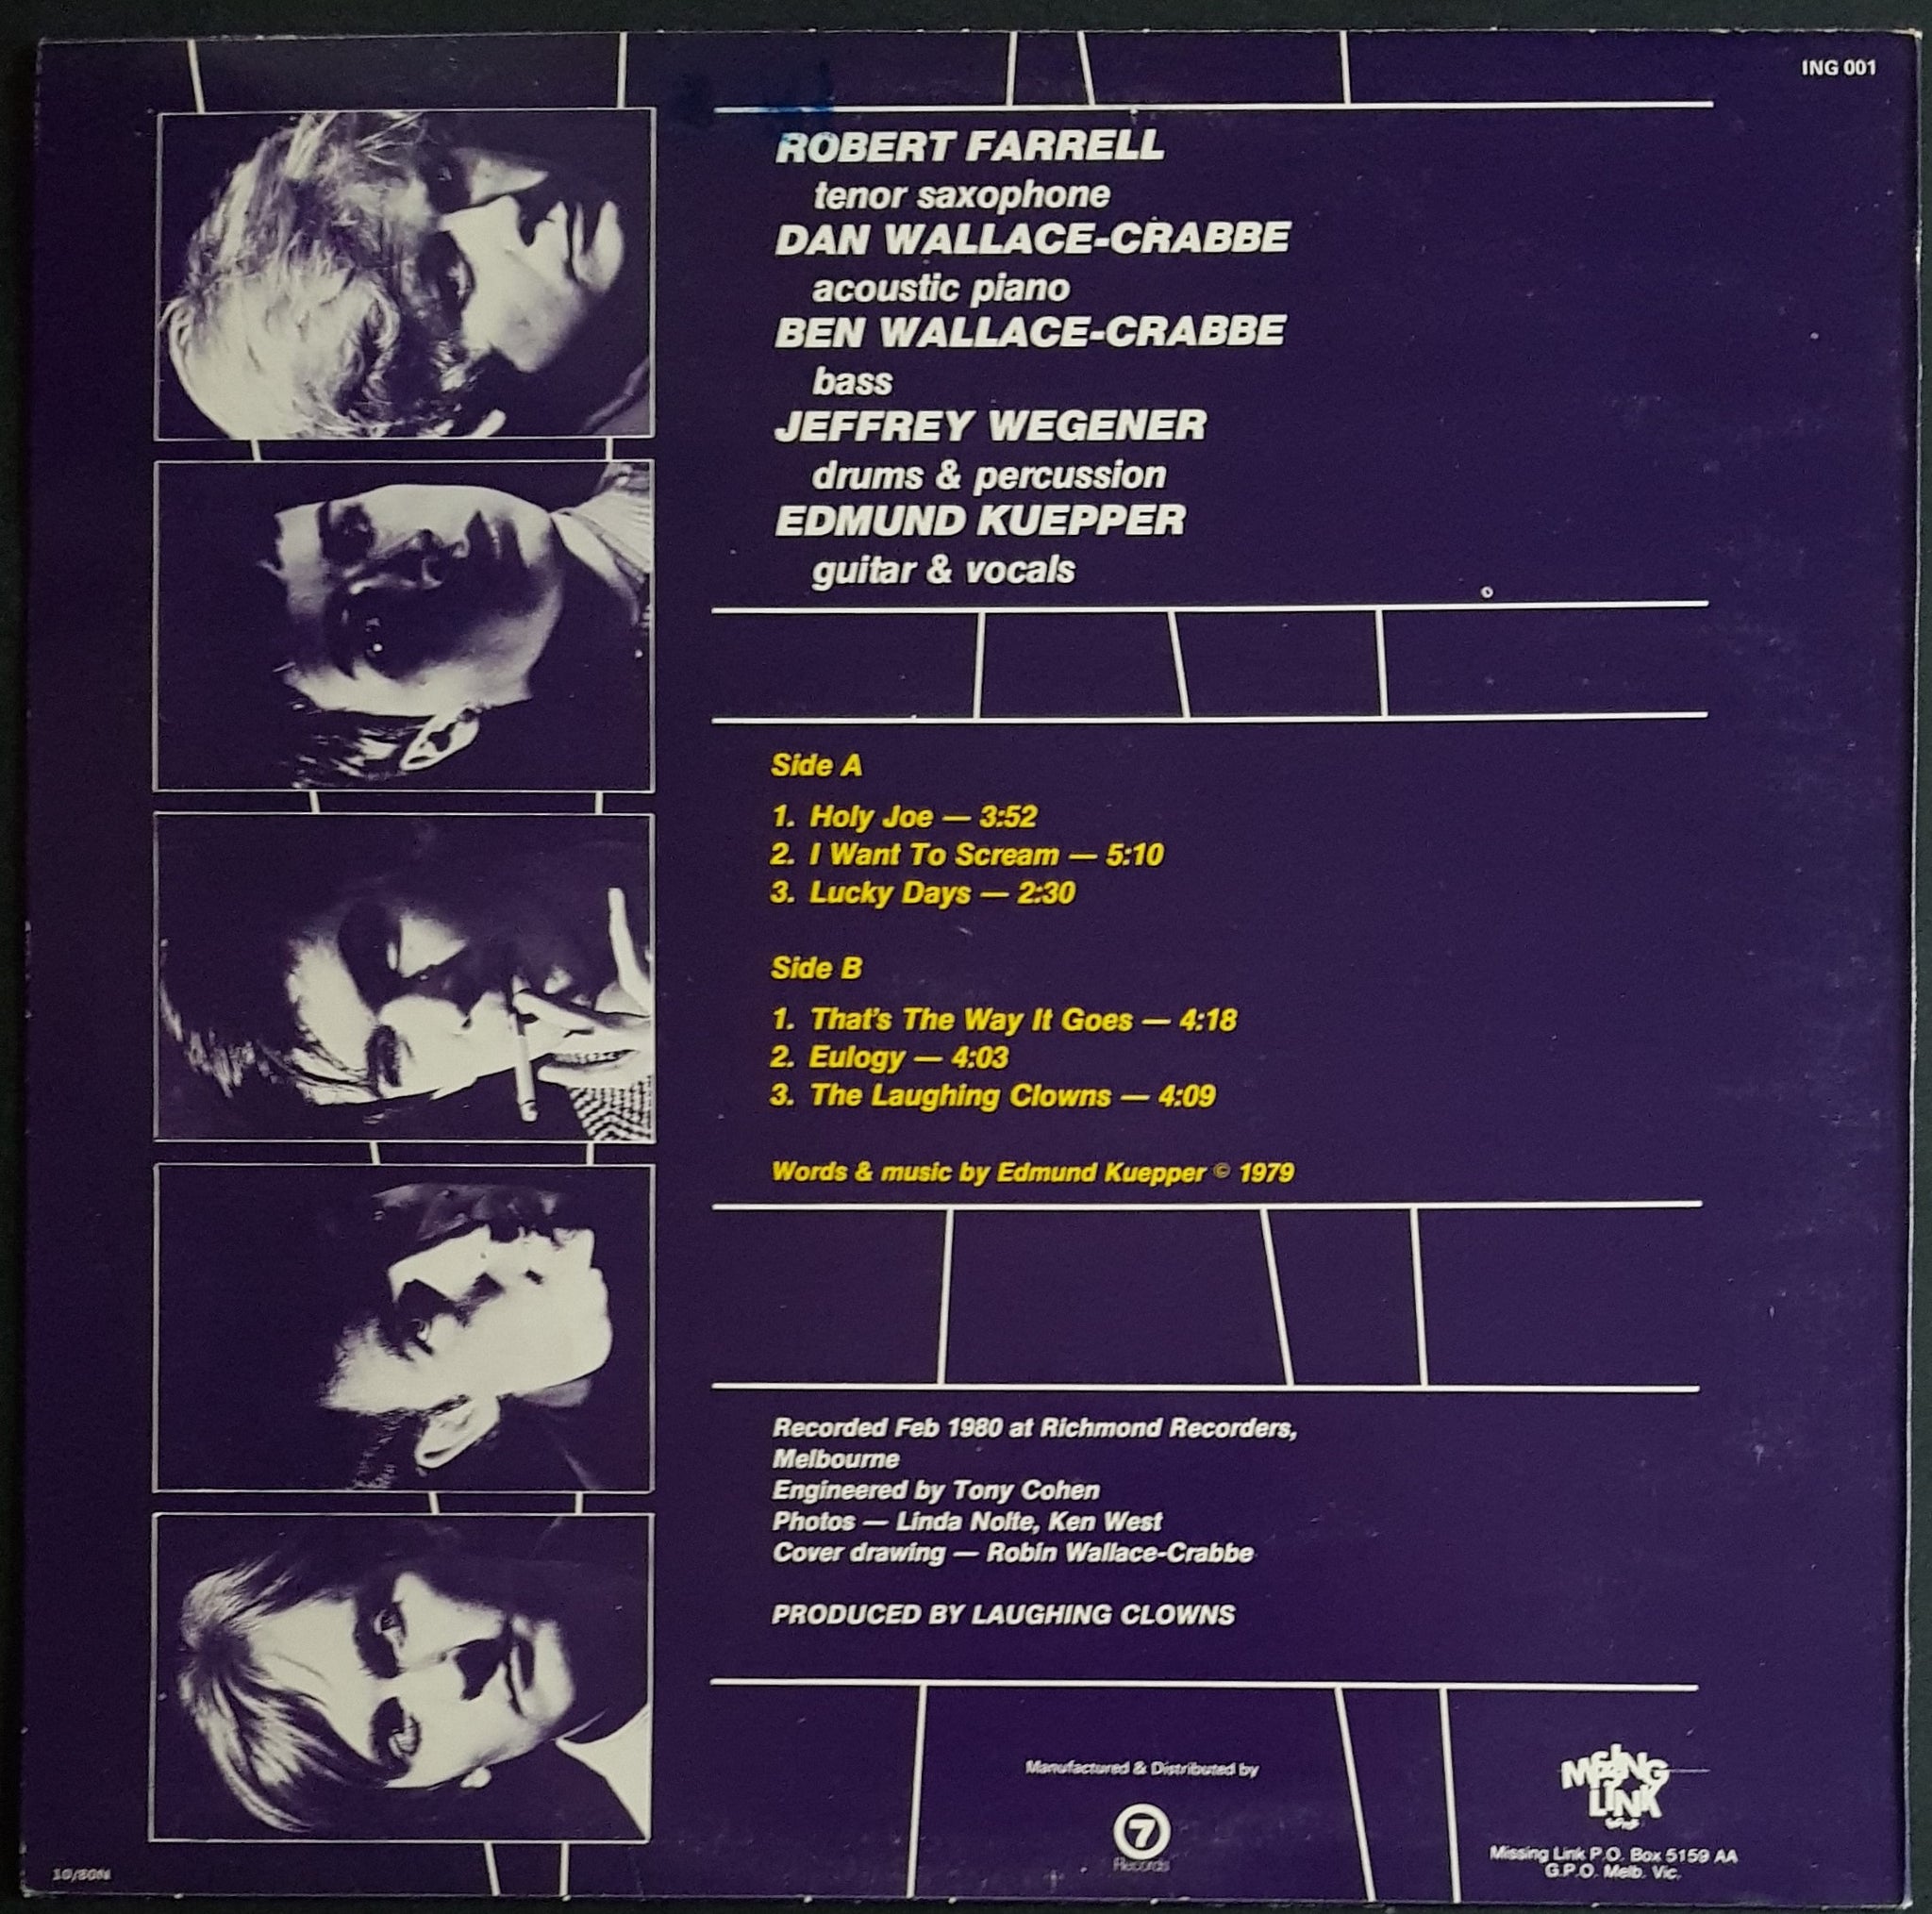 ING 001
ROBERT FARRELL
tenor saxophone
DAN WALLACE-CRABBE
acoustic piano
BEN WALLACE-CRABBE
bass
JEFFREY WEGENER
drums & percussion
EDMUND KUEPPER
guitar & vocals
Side A
1. Holy Joe — 3:52
2. I Want To Scream — 5:10
3. Lucky Days — 2:30
Side B
1. That's The Way It Goes — 4:18
2. Eulogy — 4:03
3. The Laughing Clowns — 4:09
Words & music by Edmund Kuepper © 1979
Recorded Feb 1980 at Richmond Recorders,
Melbourne
Engineered by Tony Cohen
Photos — Linda Nolte, Ken West
Cover drawing — Robin Wallace-Crabbe
PRODUCED BY LAUGHING CLOWNS
Manufactured & Distributed by
7
Records
MISSING
LINK
Missing Link P.O. Box 5159 AA
G.P.O. Melb. Vic.